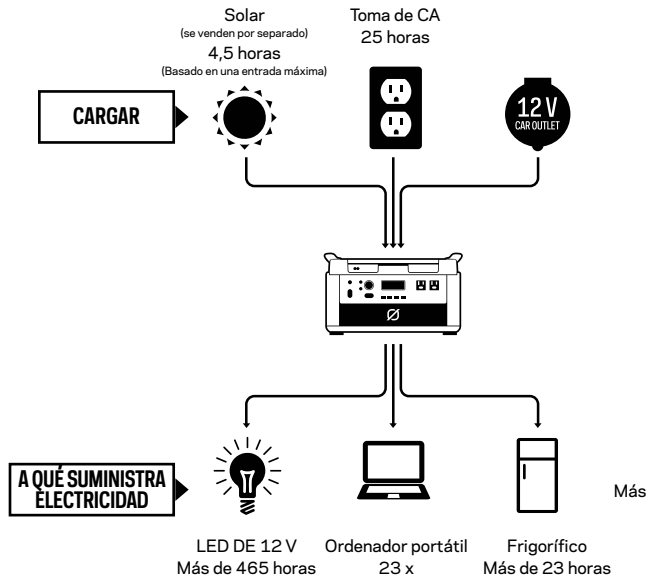 Solar
(se venden por separado)
4,5 horas
(Basado en una entrada máxima)
Toma de CA
25 horas
CARGAR
12 V
CAR OUTLET
A QUÉ SUMINISTRA
ELECTRICIDAD
Más
LED DE 12 V
Más de 465 horas
Ordenador portátil
23 x
Frigorífico
Más de 23 horas